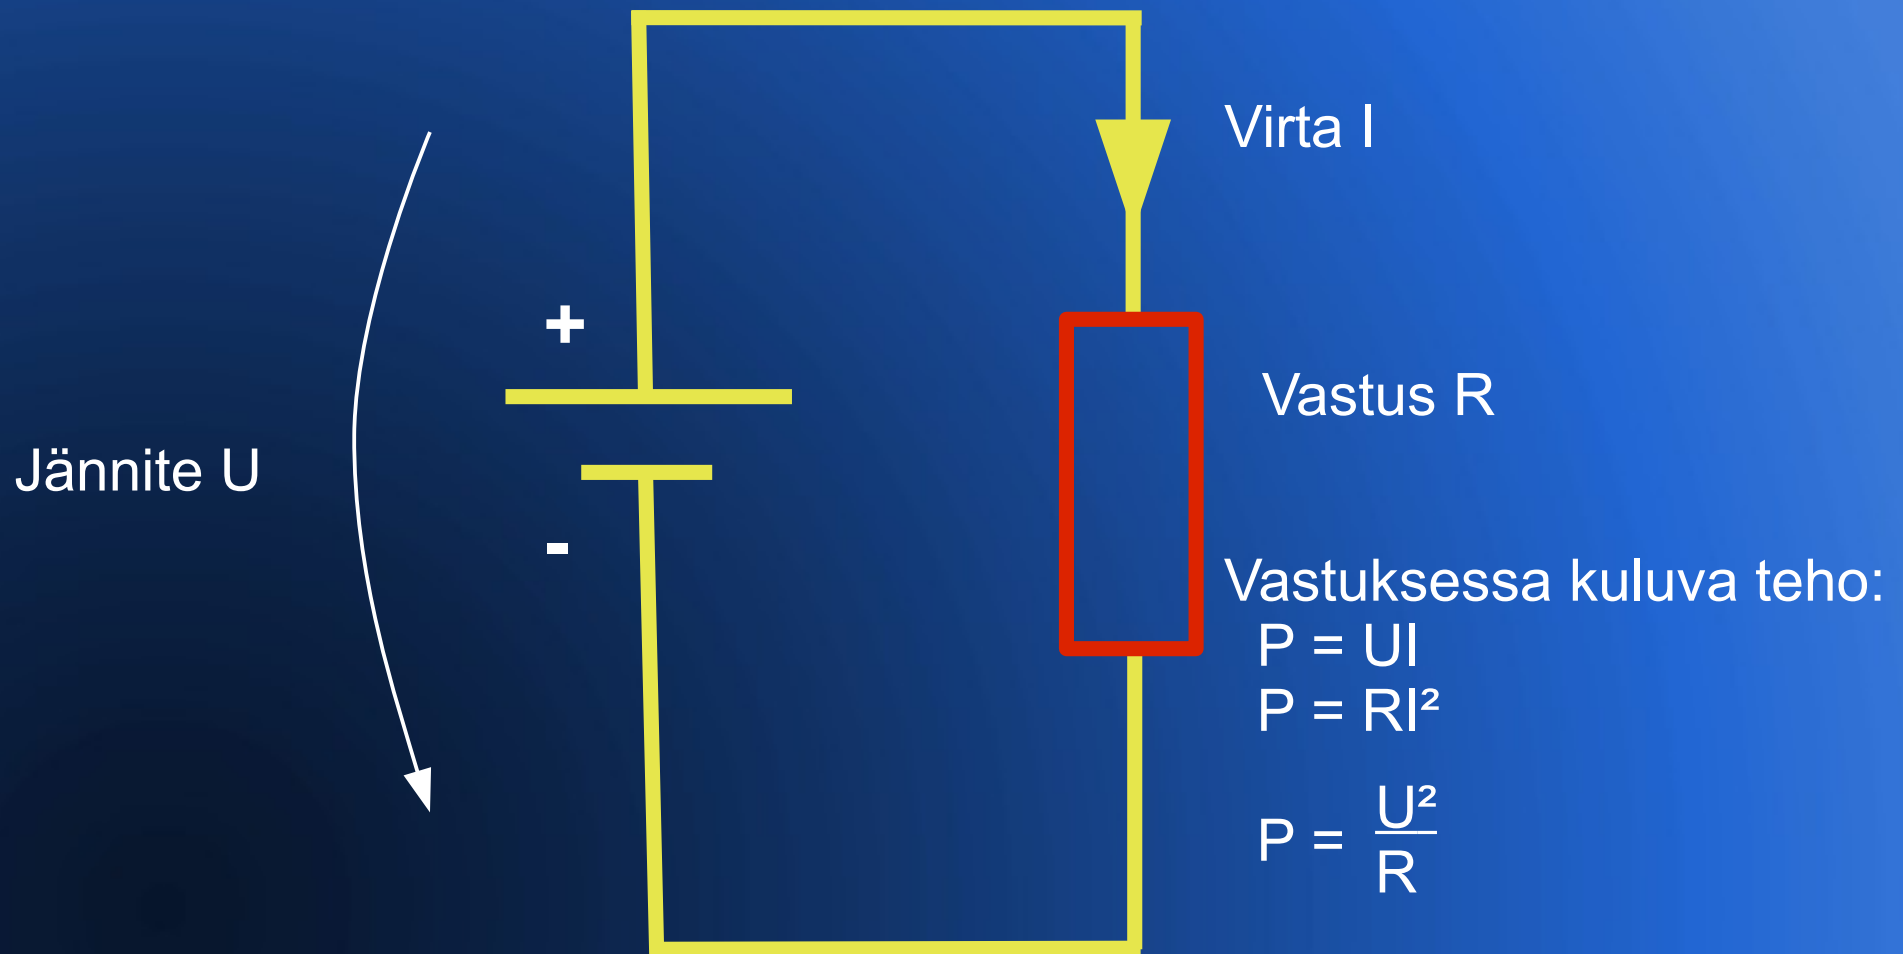 Virta I
+
Vastus R
Jännite U
-
Vastuksessa kuluva teho:
P = UI
P = RI²
P = U²
R